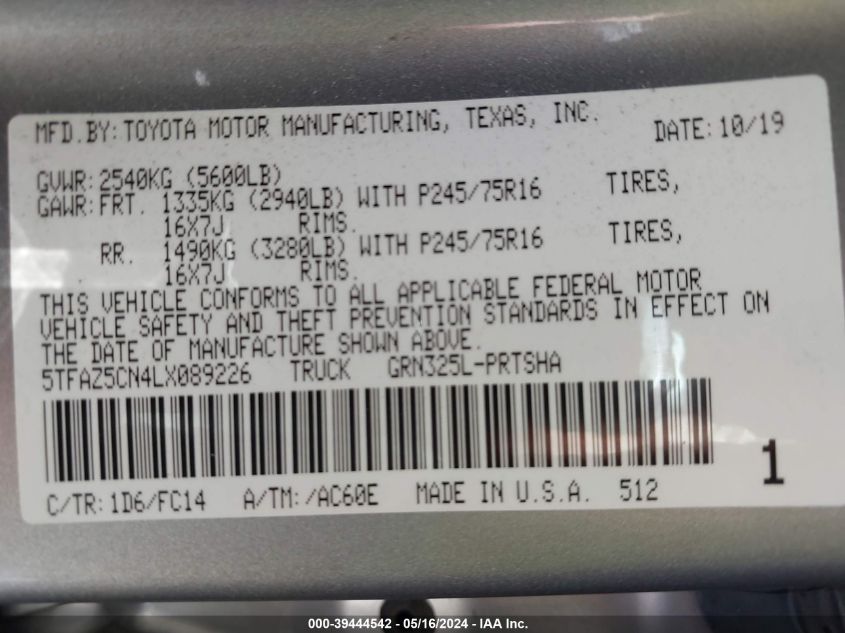 MFD.BY:TOYOTA MOTOR MANUFACTURING, TEXAS, INC. DATE:10/19
GVWR:2540KG (5600LB)
GAWR:FRT. 1335KG (2940LB) WITH P245/75R16 TIRES,
16X7J RIMS.
RR. 1490KG (3280LB) WITH P245/75R16 TIRES,
16X7J RIMS.
THIS VEHICLE CONFORMS TO ALL APPLICABLE FEDERAL MOTOR
VEHICLE SAFETY AND THEFT PREVENTION STANDARDS IN EFFECT ON
THE DATE OF MANUFACTURE SHOWN ABOVE.
5TFAZ5CN4LX089226 TRUCK GRN325L-PRTSHA
1
C/TR:1D6/FC14 A/TM:/AC60E MADE IN U.S.A. 512
000-39444542 - 05/16/2024 - IAA Inc.